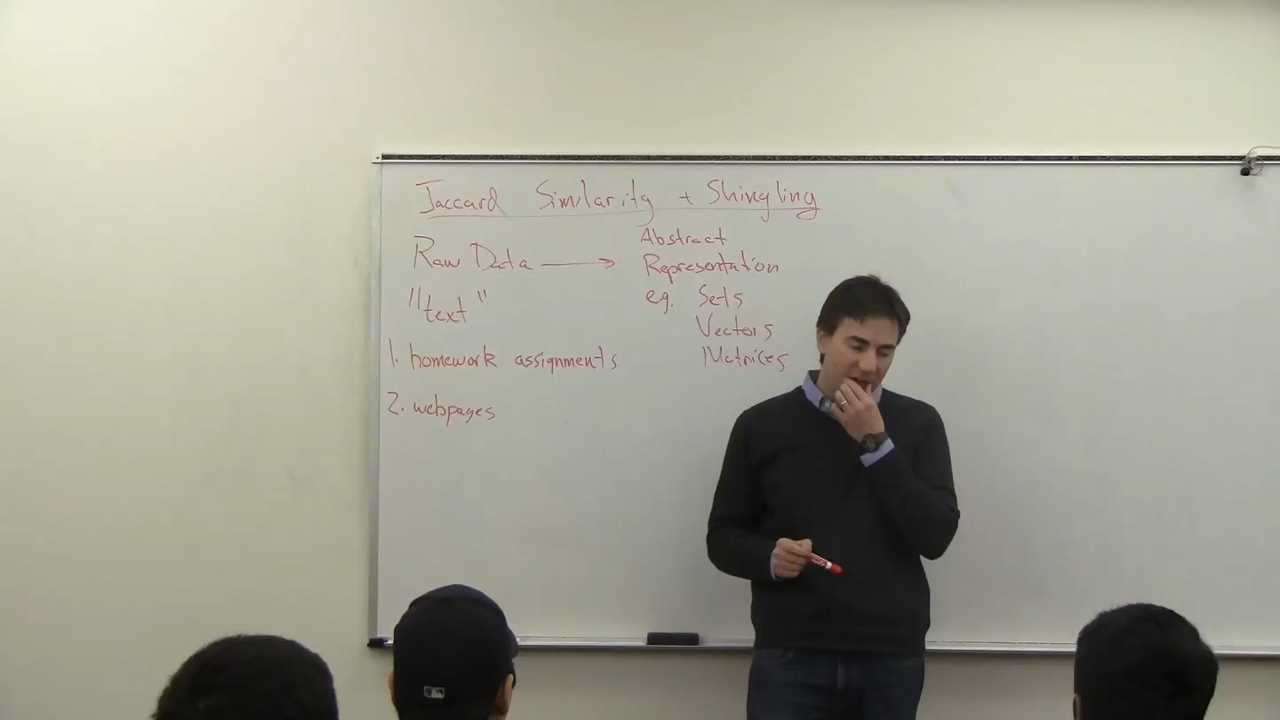 Jaccard Similarity + Shingling
Raw Data → Abstract
Representation
"text"
e.g. Sets
Vectors
Matrices
1. homework assignments
2. webpages